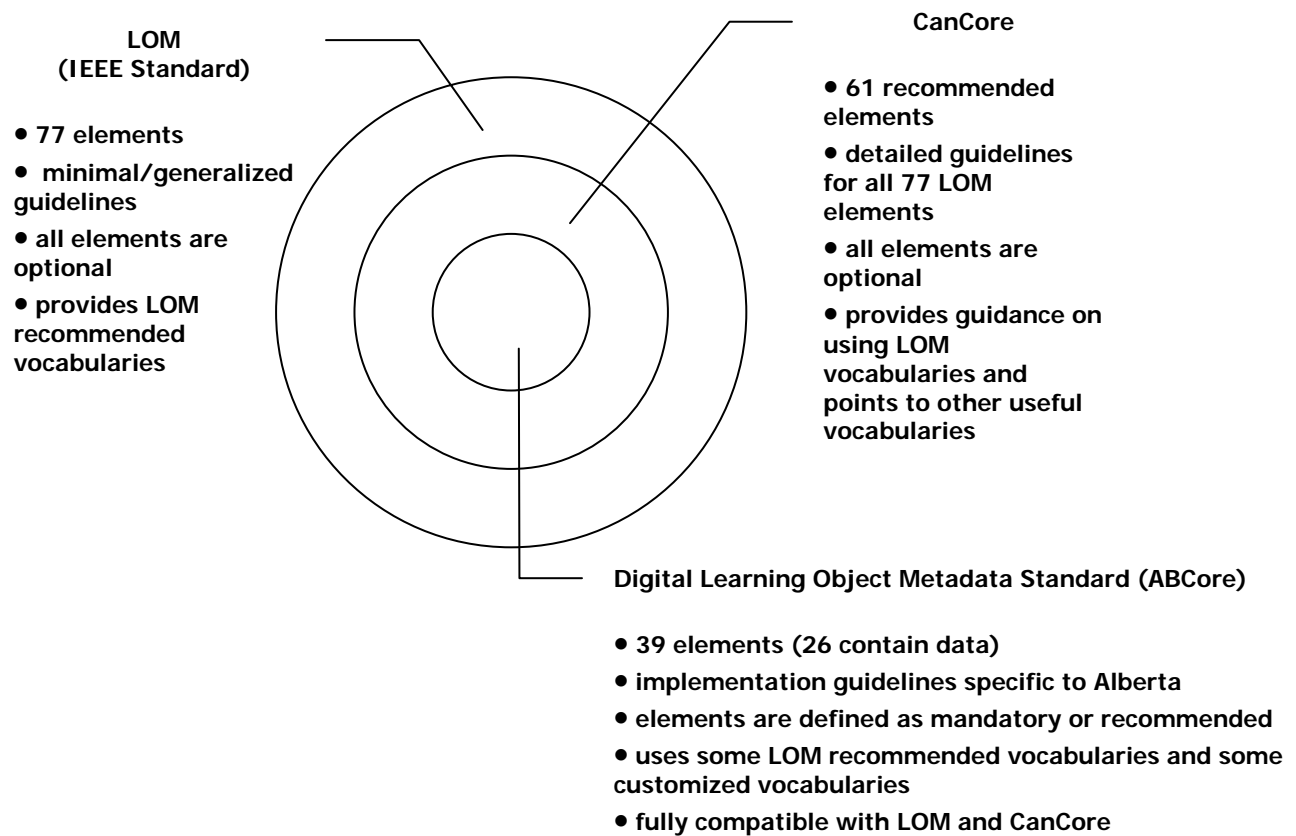 LOM
(IEEE Standard)
• 77 elements
• minimal/generalized
guidelines
• all elements are
optional
• provides LOM
recommended
vocabularies
CanCore
• 61 recommended
elements
• detailed guidelines
for all 77 LOM
elements
• all elements are
optional
• provides guidance on
using LOM
vocabularies and
points to other useful
vocabularies
Digital Learning Object Metadata Standard (ABCore)
• 39 elements (26 contain data)
• implementation guidelines specific to Alberta
• elements are defined as mandatory or recommended
• uses some LOM recommended vocabularies and some
customized vocabularies
• fully compatible with LOM and CanCore